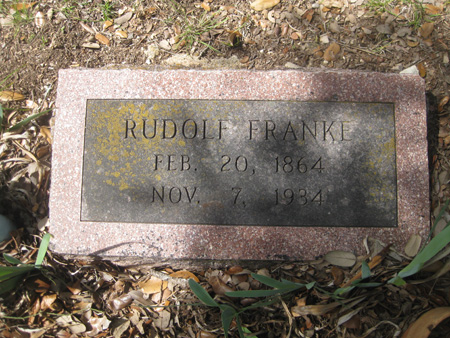 RUDOLF FRANKE
FEB. 20, 1864
NOV. 7, 1934